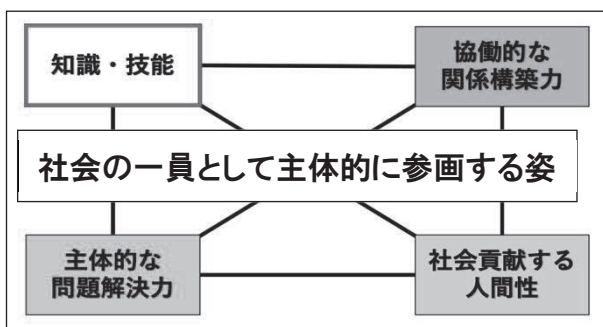 知識・技能
協働的な
関係構築力
社会の一員として主体的に参画する姿
主体的な
問題解決力
社会貢献する
人間性